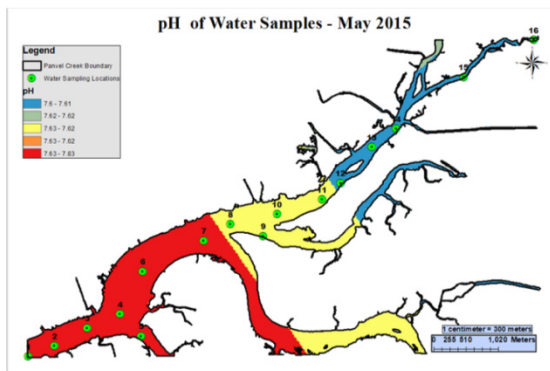 pH of Water Samples - May 2015
Legend
Panvel Creek Boundary
Water Sampling Locations
pH
7.6 - 7.61
7.62 - 7.62
7.63 - 7.62
7.63 - 7.62
7.63 - 7.83
16
15
14
13
12
11
10
9
8
7
6
5
4
3
2
1
1 centimeter = 300 meters
0 255 510 1,020 Meters